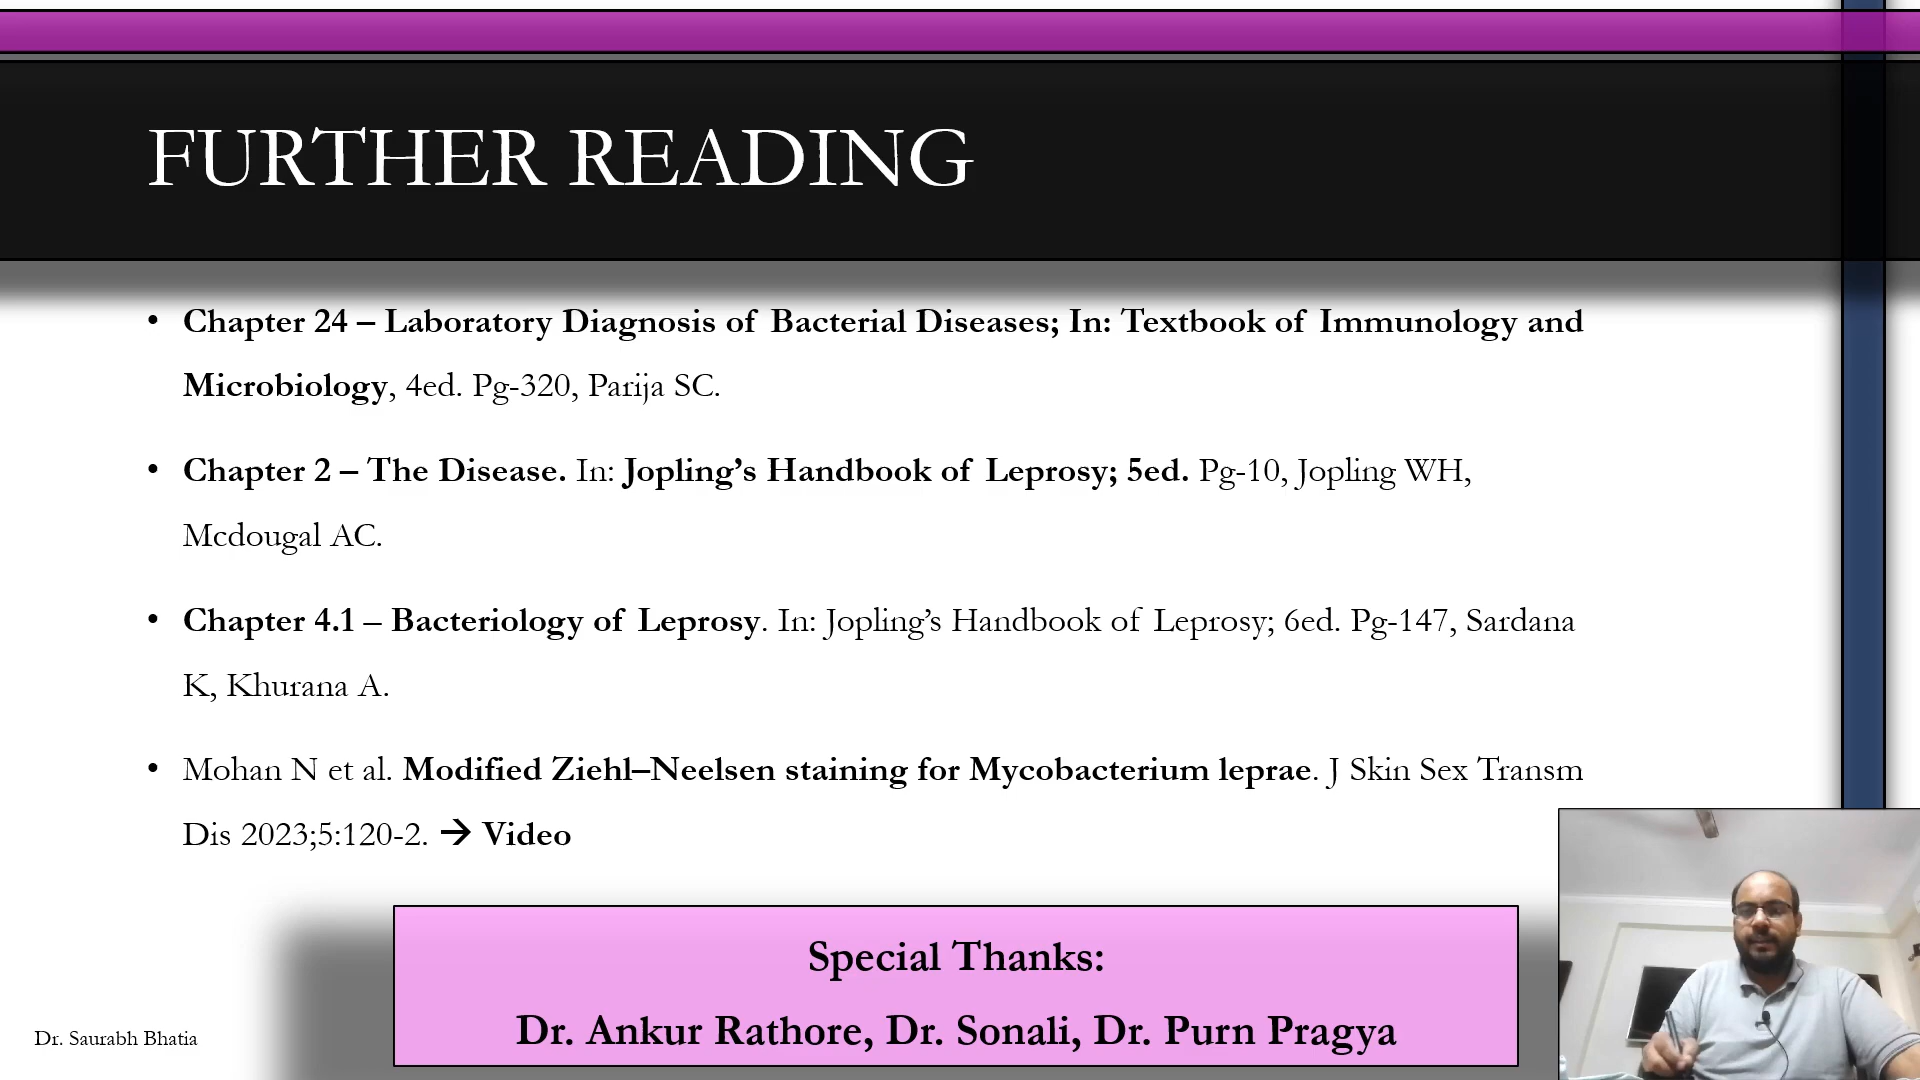 FURTHER READING
• Chapter 24 – Laboratory Diagnosis of Bacterial Diseases; In: Textbook of Immunology and
Microbiology, 4ed. Pg-320, Parija SC.
• Chapter 2 – The Disease. In: Jopling’s Handbook of Leprosy; 5ed. Pg-10, Jopling WH,
Mcdougal AC.
• Chapter 4.1 – Bacteriology of Leprosy. In: Jopling’s Handbook of Leprosy; 6ed. Pg-147, Sardana
K, Khurana A.
• Mohan N et al. Modified Ziehl–Neelsen staining for Mycobacterium leprae. J Skin Sex Transm
Dis 2023;5:120-2. → Video
Special Thanks:
Dr. Ankur Rathore, Dr. Sonali, Dr. Purn Pragya
Dr. Saurabh Bhatia